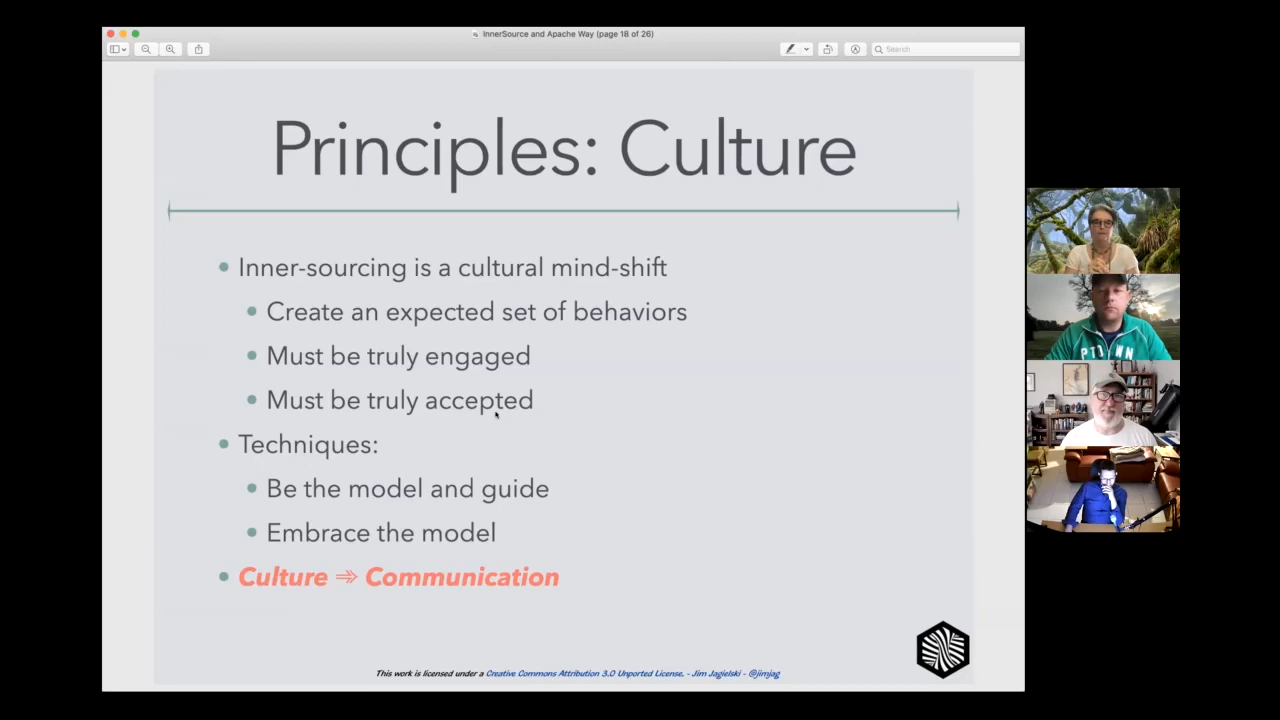 InnerSource and Apache Way (page 18 of 26)
Search
Principles: Culture
Inner-sourcing is a cultural mind-shift
Create an expected set of behaviors
Must be truly engaged
Must be truly accepted
Techniques:
Be the model and guide
Embrace the model
Culture ⇒ Communication
This work is licensed under a Creative Commons Attribution 3.0 Unported License. - Jim Jagielski - @jimjag